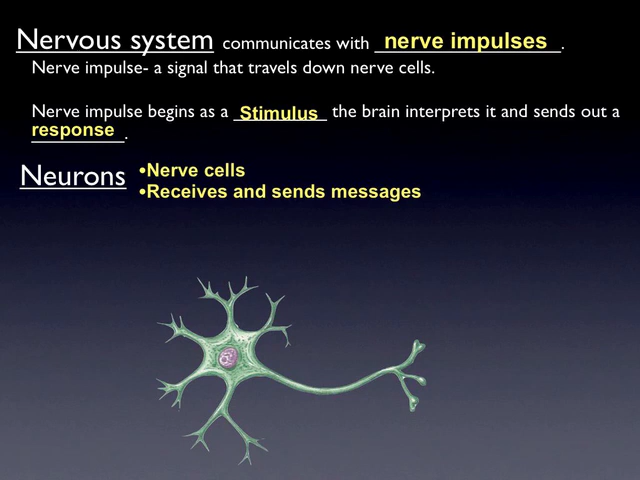 Nervous system communicates with nerve impulses.
Nerve impulse- a signal that travels down nerve cells.
Nerve impulse begins as a Stimulus the brain interprets it and sends out a
response.
Neurons •Nerve cells
•Receives and sends messages